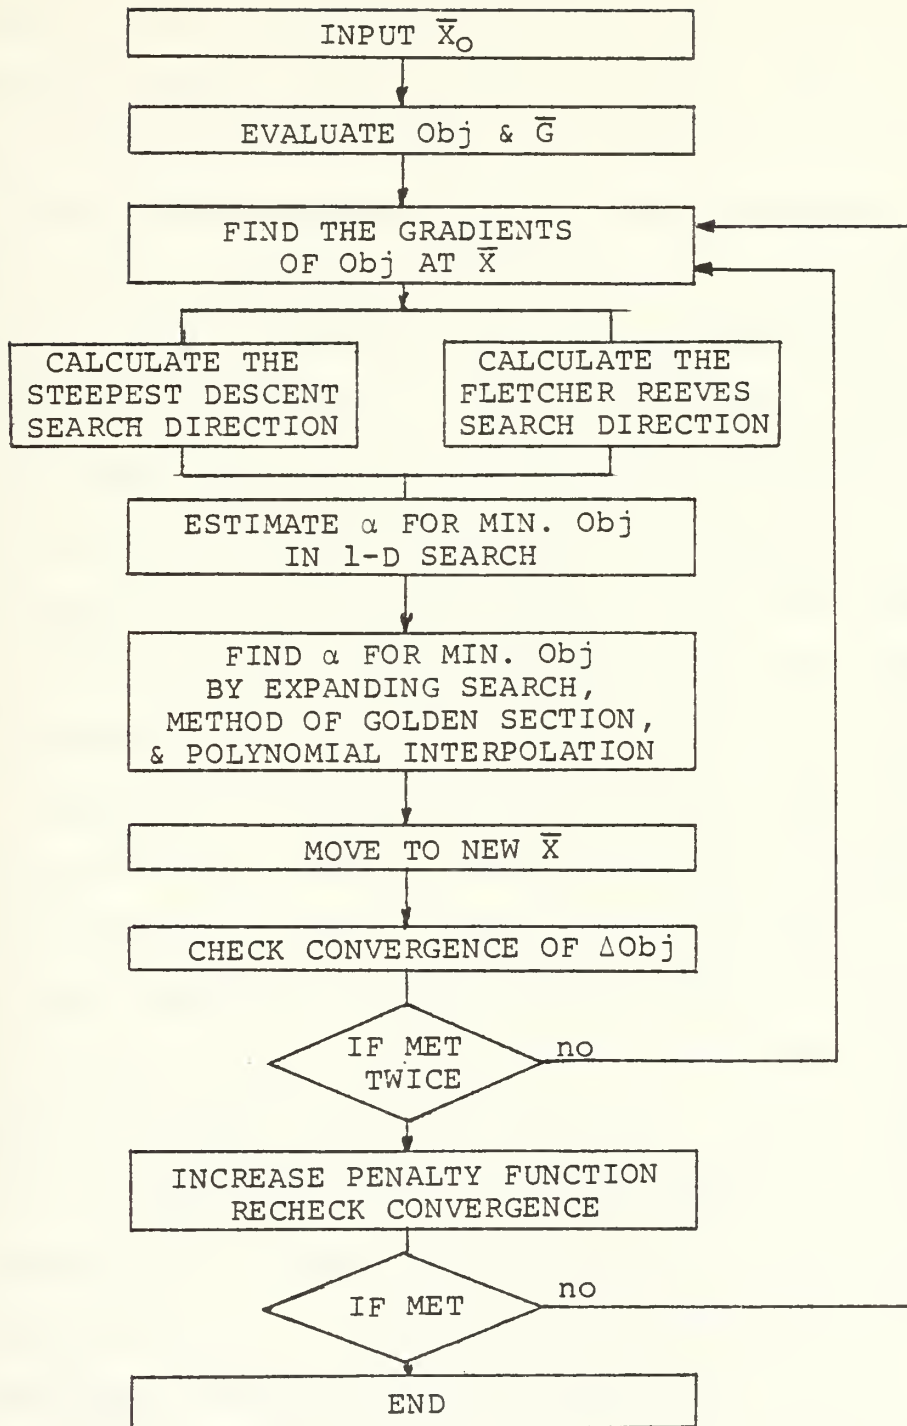 INPUT X̅₀
EVALUATE Obj & G̅
FIND THE GRADIENTS
OF Obj AT X̅
CALCULATE THE
STEEPEST DESCENT
SEARCH DIRECTION
CALCULATE THE
FLETCHER REEVES
SEARCH DIRECTION
ESTIMATE α FOR MIN. Obj
IN 1-D SEARCH
FIND α FOR MIN. Obj
BY EXPANDING SEARCH,
METHOD OF GOLDEN SECTION,
& POLYNOMIAL INTERPOLATION
MOVE TO NEW X̅
CHECK CONVERGENCE OF ΔObj
IF MET
TWICE
no
INCREASE PENALTY FUNCTION
RECHECK CONVERGENCE
IF MET
no
END